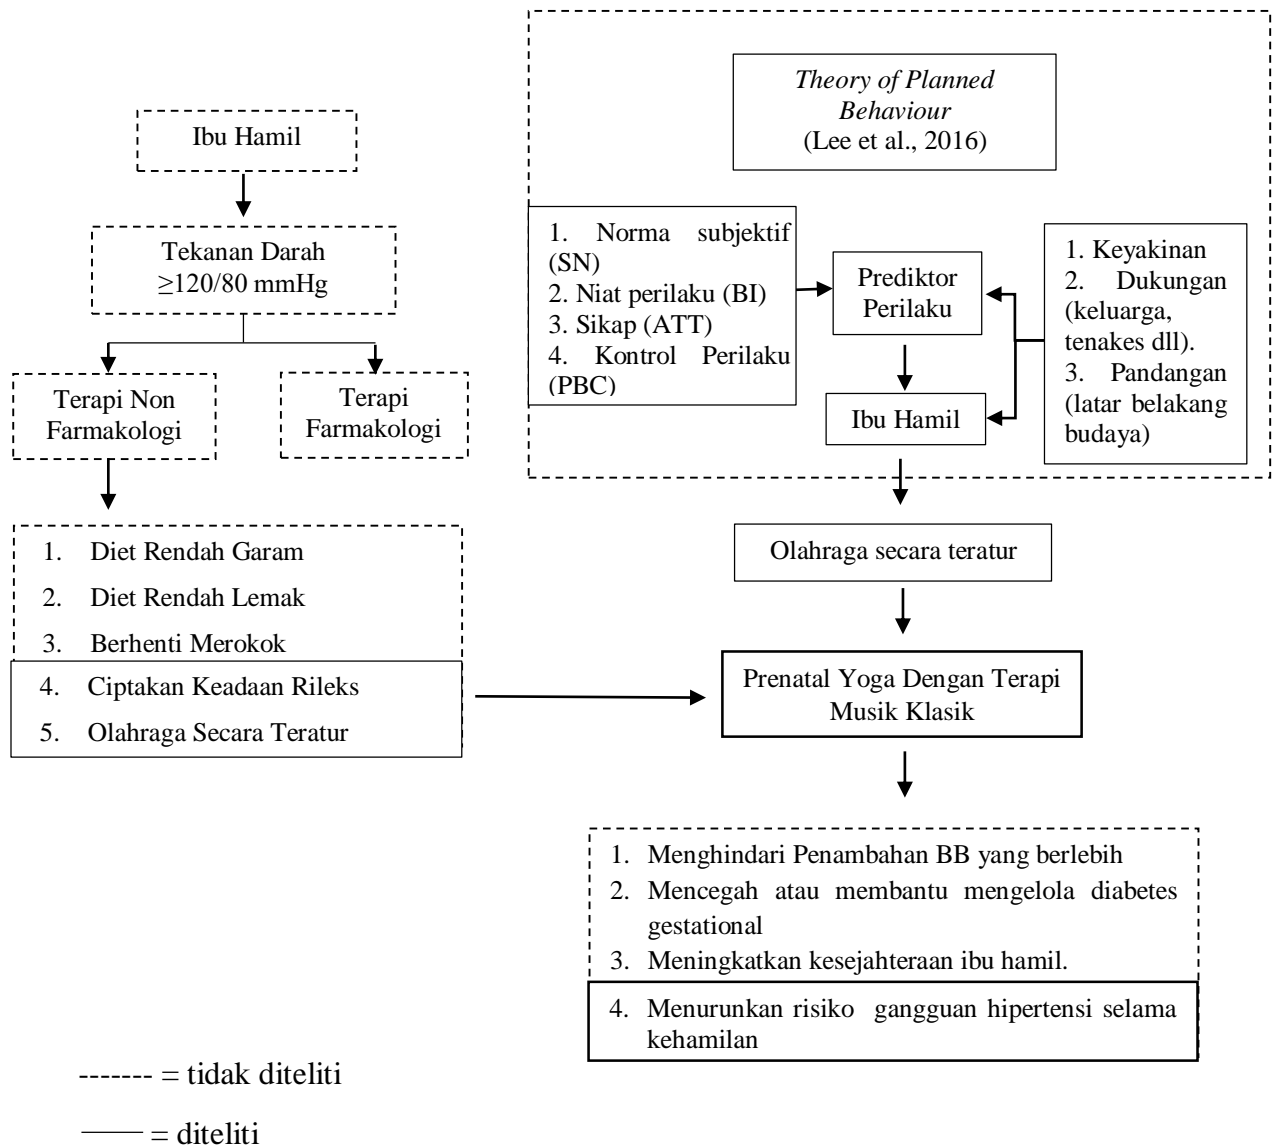 Ibu Hamil
Tekanan Darah
≥120/80 mmHg
Terapi Non
Farmakologi
Terapi
Farmakologi
1. Diet Rendah Garam
2. Diet Rendah Lemak
3. Berhenti Merokok
4. Ciptakan Keadaan Rileks
5. Olahraga Secara Teratur
Theory of Planned
Behaviour
(Lee et al., 2016)
1. Norma subjektif
(SN)
2. Niat perilaku (BI)
3. Sikap (ATT)
4. Kontrol Perilaku
(PBC)
Prediktor
Perilaku
Ibu Hamil
1. Keyakinan
2. Dukungan
(keluarga,
tenakes dll).
3. Pandangan
(latar belakang
budaya)
Olahraga secara teratur
Prenatal Yoga Dengan Terapi
Musik Klasik
1. Menghindari Penambahan BB yang berlebih
2. Mencegah atau membantu mengelola diabetes
gestational
3. Meningkatkan kesejahteraan ibu hamil.
4. Menurunkan risiko gangguan hipertensi selama
kehamilan
------- = tidak diteliti
—— = diteliti